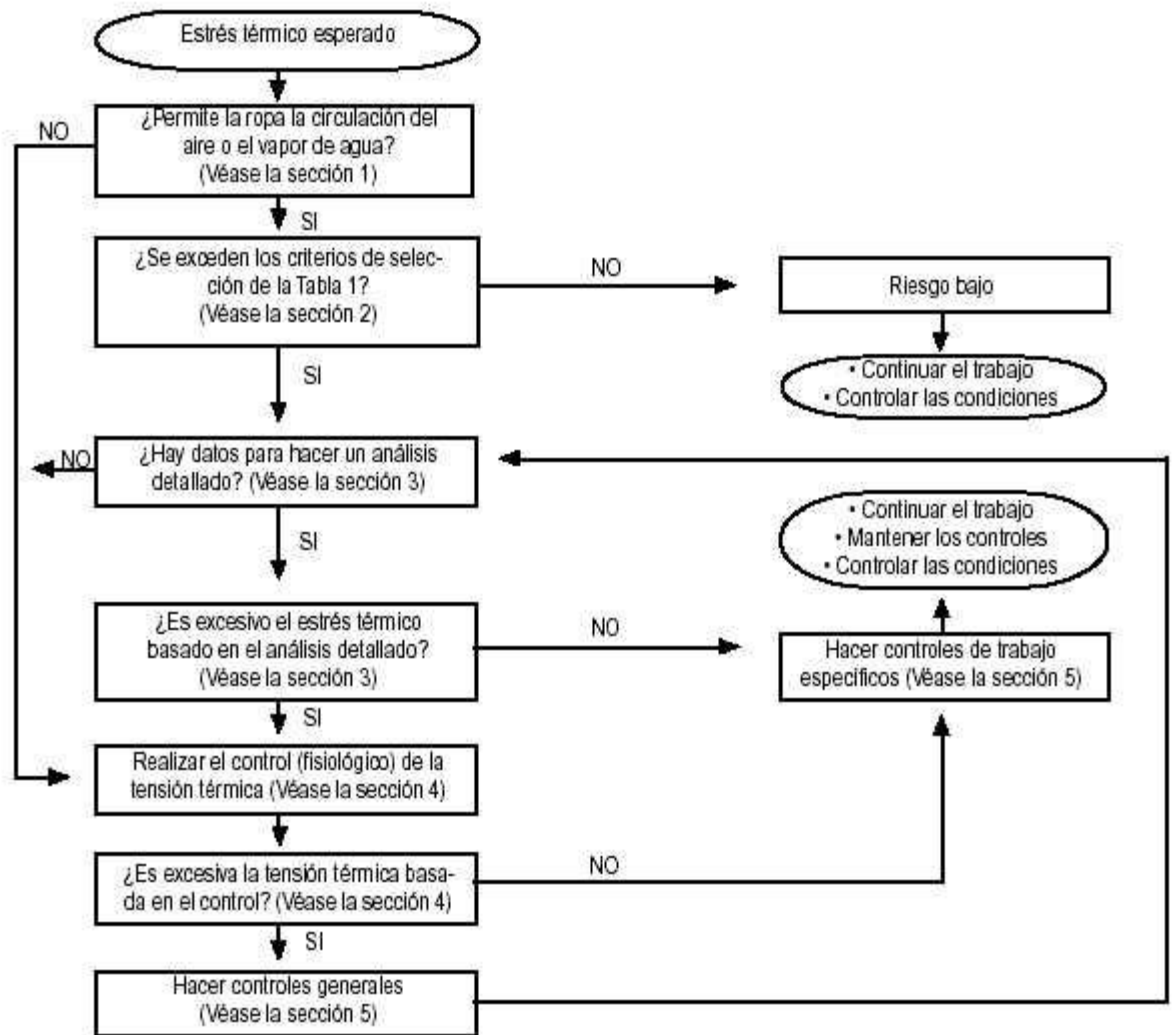 Estrés térmico esperado
¿Permite la ropa la circulación del
aire o el vapor de agua?
(Véase la sección 1)
NO
SI
¿Se exceden los criterios de selec-
ción de la Tabla 1?
(Véase la sección 2)
NO
Riesgo bajo
• Continuar el trabajo
• Controlar las condiciones
SI
¿Hay datos para hacer un análisis
detallado? (Véase la sección 3)
NO
SI
• Continuar el trabajo
• Mantener los controles
• Controlar las condiciones
¿Es excesivo el estrés térmico
basado en el análisis detallado?
(Véase la sección 3)
NO
Hacer controles de trabajo
específicos (Véase la sección 5)
SI
Realizar el control (fisiológico) de la
tensión térmica (Véase la sección 4)
¿Es excesiva la tensión térmica basa-
da en el control? (Véase la sección 4)
NO
SI
Hacer controles generales
(Véase la sección 5)